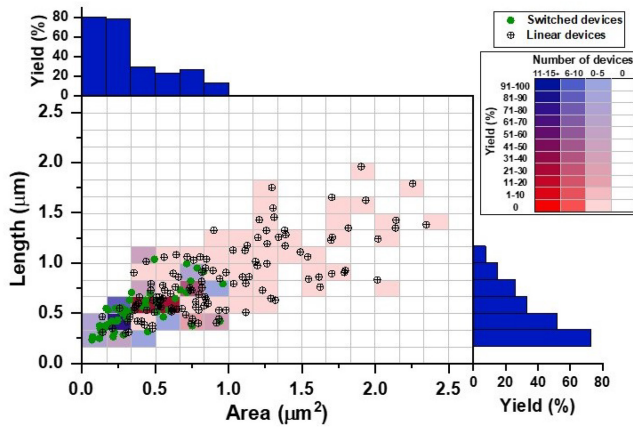 80
60
40
20
0
Yield (%)
Switched devices
Linear devices
Number of devices
11-15+ 6-10 0-5 0
91-100
81-90
71-80
61-70
51-60
41-50
31-40
21-30
11-20
1-10
0
Yield (%)
2.5
2.0
1.5
1.0
0.5
0.0
Length (μm)
0.0 0.5 1.0 1.5 2.0 2.5
Area (μm²)
0 20 40 60 80
Yield (%)